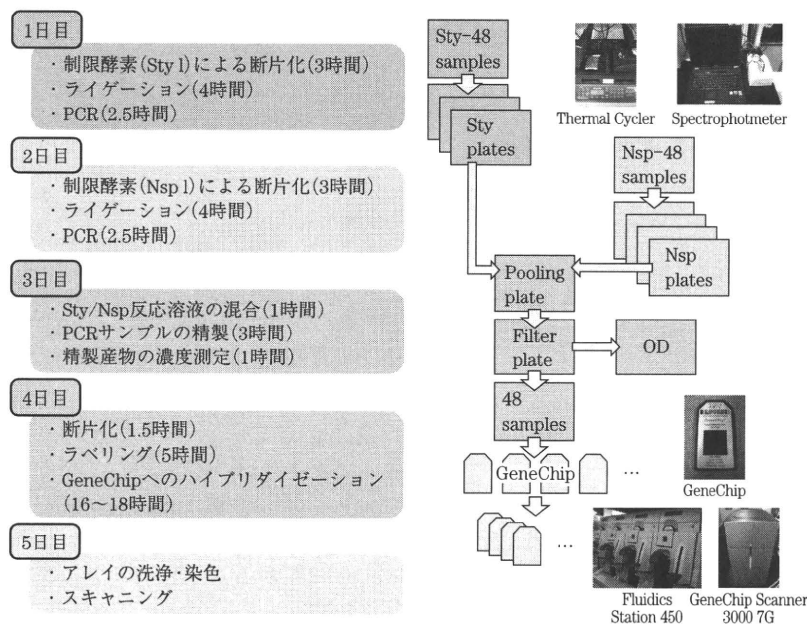 1日目
・制限酵素(Sty l)による断片化(3時間)
・ライゲーション(4時間)
・PCR(2.5時間)
2日目
・制限酵素(Nsp l)による断片化(3時間)
・ライゲーション(4時間)
・PCR(2.5時間)
3日目
・Sty/Nsp反応溶液の混合(1時間)
・PCRサンプルの精製(3時間)
・精製産物の濃度測定(1時間)
4日目
・断片化(1.5時間)
・ラベリング(5時間)
・GeneChipへのハイブリダイゼーション
(16〜18時間)
5日目
・アレイの洗浄・染色
・スキャニング
Sty-48
samples
Sty
plates
Thermal Cycler
Spectrophotmeter
Nsp-48
samples
Nsp
plates
Pooling
plate
Filter
plate
OD
48
samples
GeneChip
…
GeneChip
…
Fluidics
Station 450
GeneChip Scanner
3000 7G